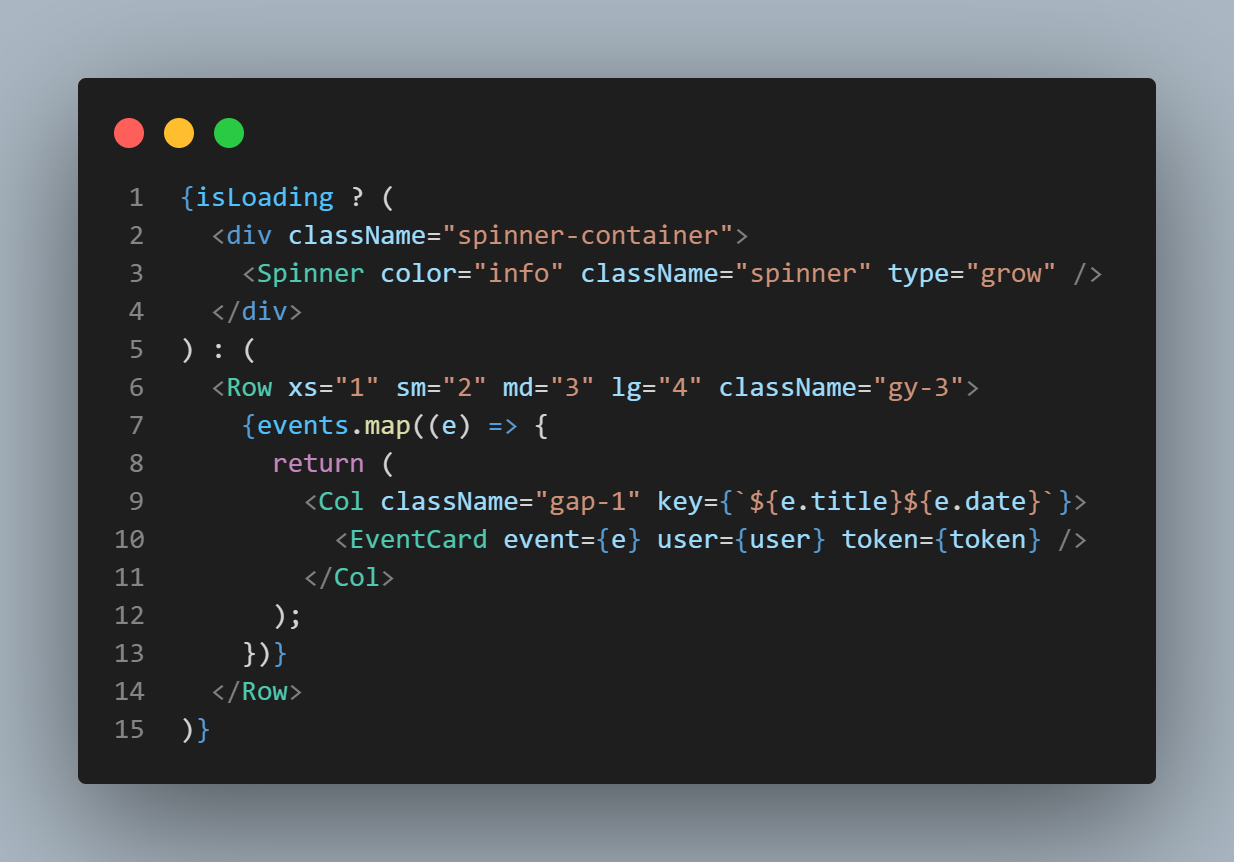 1 {isLoading ? (
2   <div className="spinner-container">
3     <Spinner color="info" className="spinner" type="grow" />
4   </div>
5 ) : (
6   <Row xs="1" sm="2" md="3" lg="4" className="gy-3">
7     {events.map((e) => {
8       return (
9         <Col className="gap-1" key={`${e.title}${e.date}`}>
10           <EventCard event={e} user={user} token={token} />
11         </Col>
12       );
13     })}
14   </Row>
15 )}